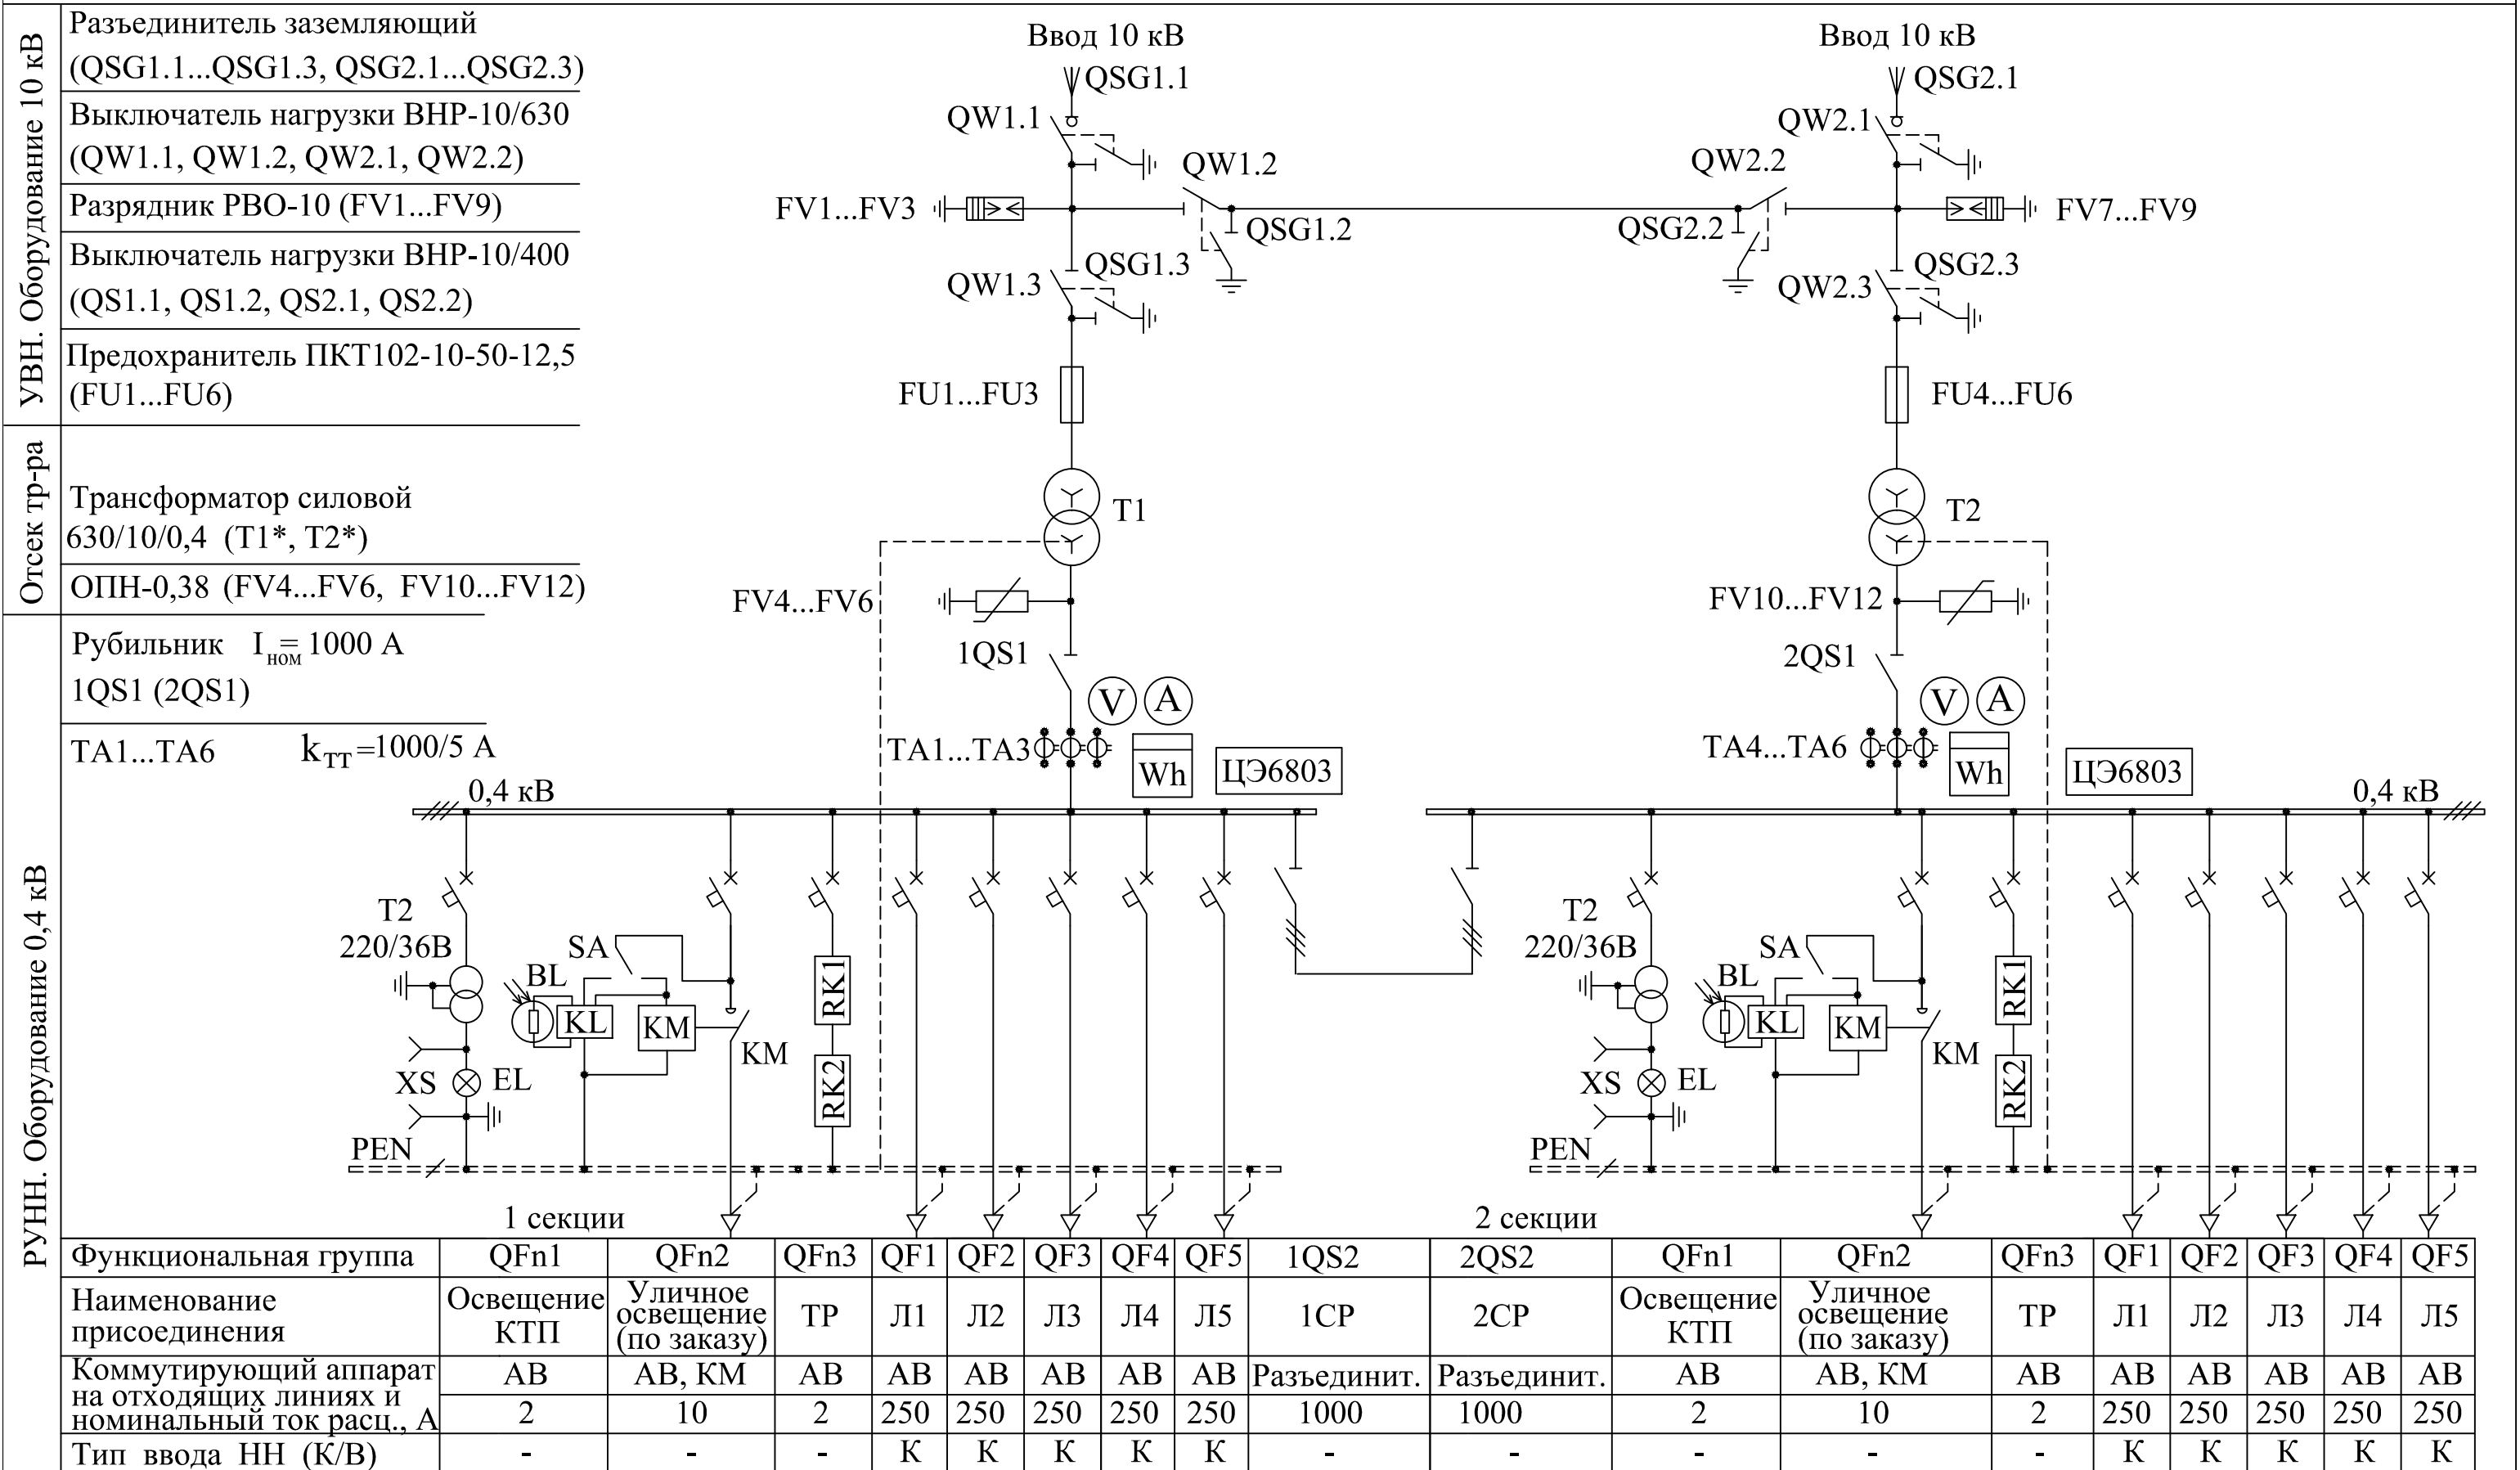 УВН. Оборудование 10 кВ
Разъединитель заземляющий
(QSG1.1...QSG1.3, QSG2.1...QSG2.3)
Выключатель нагрузки ВНР-10/630
(QW1.1, QW1.2, QW2.1, QW2.2)
Разрядник РВО-10 (FV1...FV9)
Выключатель нагрузки ВНР-10/400
(QS1.1, QS1.2, QS2.1, QS2.2)
Предохранитель ПКТ102-10-50-12,5
(FU1...FU6)
Отсек тр-ра
Трансформатор силовой
630/10/0,4 (Т1*, Т2*)
ОПН-0,38 (FV4...FV6, FV10...FV12)
РУНН. Оборудование 0,4 кВ
Рубильник Iном = 1000 А
1QS1 (2QS1)
ТА1...ТА6 kТТ =1000/5 А
Ввод 10 кВ
QSG1.1
QW1.1
QW1.2
FV1...FV3
QSG1.2
QSG1.3
QW1.3
FU1...FU3
Т1
FV4...FV6
1QS1
V A
ТА1...ТА3
Wh
ЦЭ6803
0,4 кВ
Ввод 10 кВ
QSG2.1
QW2.1
QW2.2
FV7...FV9
QSG2.2
QSG2.3
QW2.3
FU4...FU6
Т2
FV10...FV12
2QS1
V A
ТА4...ТА6
Wh
ЦЭ6803
0,4 кВ
Т2
220/36В
SA
BL
KL
KM
KM
RK1
RK2
XS
EL
PEN
1 секции
Т2
220/36В
SA
BL
KL
KM
KM
RK1
RK2
XS
EL
PEN
2 секции
Функциональная группа QFn1 QFn2 QFn3 QF1 QF2 QF3 QF4 QF5 1QS2 2QS2 QFn1 QFn2 QFn3 QF1 QF2 QF3 QF4 QF5
Наименование
присоединения
Освещение
КТП
Уличное
освещение
(по заказу)
ТР Л1 Л2 Л3 Л4 Л5 1СР 2СР
Освещение
КТП
Уличное
освещение
(по заказу)
ТР Л1 Л2 Л3 Л4 Л5
Коммутирующий аппарат
на отходящих линиях и
номинальный ток расц., А
АВ АВ, КМ АВ АВ АВ АВ АВ АВ Разъединит. Разъединит. АВ АВ, КМ АВ АВ АВ АВ АВ АВ
2 10 2 250 250 250 250 250 1000 1000 2 10 2 250 250 250 250 250
Тип ввода НН (К/В) - - - К К К К К - - - - - К К К К К